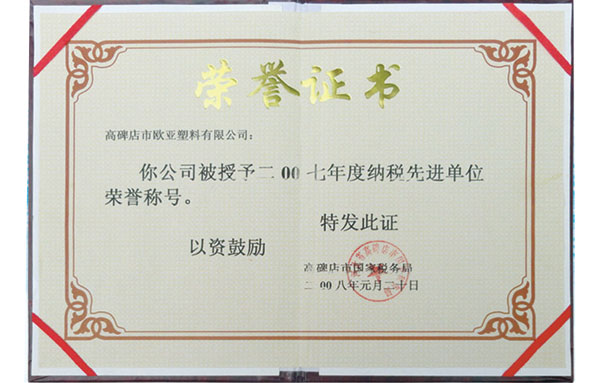 荣誉证书
高碑店市欧亚塑料有限公司：
你公司被授予二00七年度纳税先进单位
荣誉称号。
特发此证
以资鼓励
高碑店市国家税务局
二00八年元月二十日